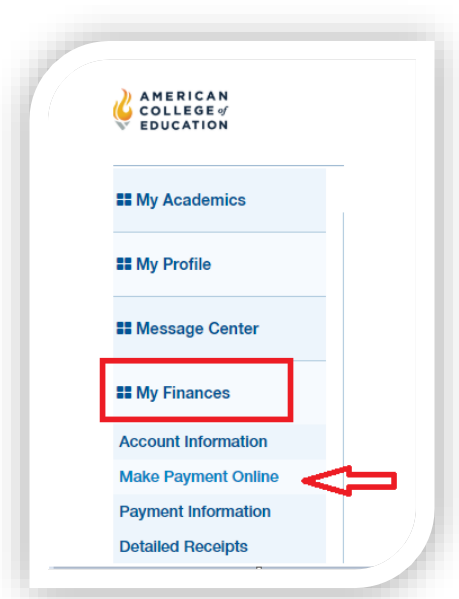 AMERICAN
COLLEGE of
EDUCATION
My Academics
My Profile
Message Center
My Finances
Account Information
Make Payment Online
Payment Information
Detailed Receipts